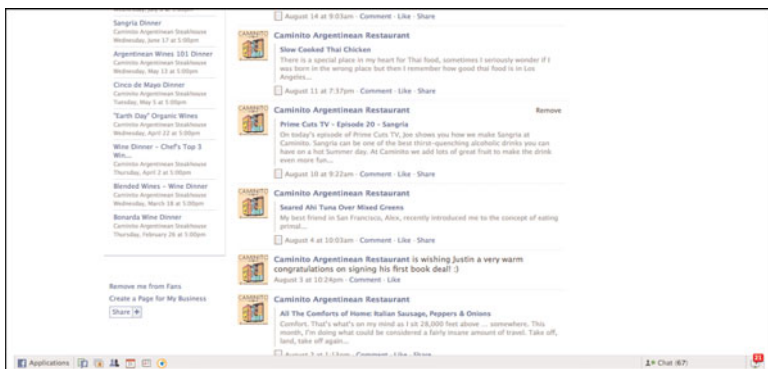 Sangria Dinner
Caminito Argentinean Steakhouse
Wednesday, June 17 at 5:00pm
Argentinean Wines 101 Dinner
Caminito Argentinean Steakhouse
Wednesday, May 13 at 5:00pm
Cinco de Mayo Dinner
Caminito Argentinean Steakhouse
Tuesday, May 5 at 5:00pm
"Earth Day" Organic Wines
Caminito Argentinean Steakhouse
Wednesday, April 22 at 5:00pm
Wine Dinner - Chef's Top 3
Win...
Caminito Argentinean Steakhouse
Thursday, April 2 at 5:00pm
Blended Wines - Wine Dinner
Caminito Argentinean Steakhouse
Wednesday, March 18 at 5:00pm
Bonarda Wine Dinner
Caminito Argentinean Steakhouse
Thursday, February 26 at 5:00pm
Remove me from Fans
Create a Page for My Business
Share +
August 14 at 9:03am · Comment · Like · Share
CAMINITO
Caminito Argentinean Restaurant
Slow Cooked Thai Chicken
There is a special place in my heart for Thai food, sometimes I seriously wonder if I
was born in the wrong place but then I remember how good thai food is in Los
Angeles...
August 11 at 7:37pm · Comment · Like · Share
CAMINITO
Caminito Argentinean Restaurant
Remove
Prime Cuts TV - Episode 20 - Sangria
On today's episode of Prime Cuts TV, Joe shows you how we make Sangria at
Caminito. Sangria can be one of the best thirst-quenching alcoholic drinks you can
have on a hot Summer day. At Caminito we add lots of great fruit to make the drink
even more fun...
August 10 at 9:22am · Comment · Like · Share
CAMINITO
Caminito Argentinean Restaurant
Seared Ahi Tuna Over Mixed Greens
My best friend in San Francisco, Alex, recently introduced me to the concept of eating
primal...
August 4 at 10:03am · Comment · Like · Share
CAMINITO
Caminito Argentinean Restaurant is wishing Justin a very warm
congratulations on signing his first book deal! :)
August 3 at 10:24pm · Comment · Like
CAMINITO
Caminito Argentinean Restaurant
All The Comforts of Home: Italian Sausage, Peppers & Onions
Comfort. That's what's on my mind as I sit 28,000 feet above ... somewhere. This
month, I'm doing what could be considered a fairly insane amount of travel. Take off,
land, take off again...
Comment · Like · Share
Applications
Chat (67)